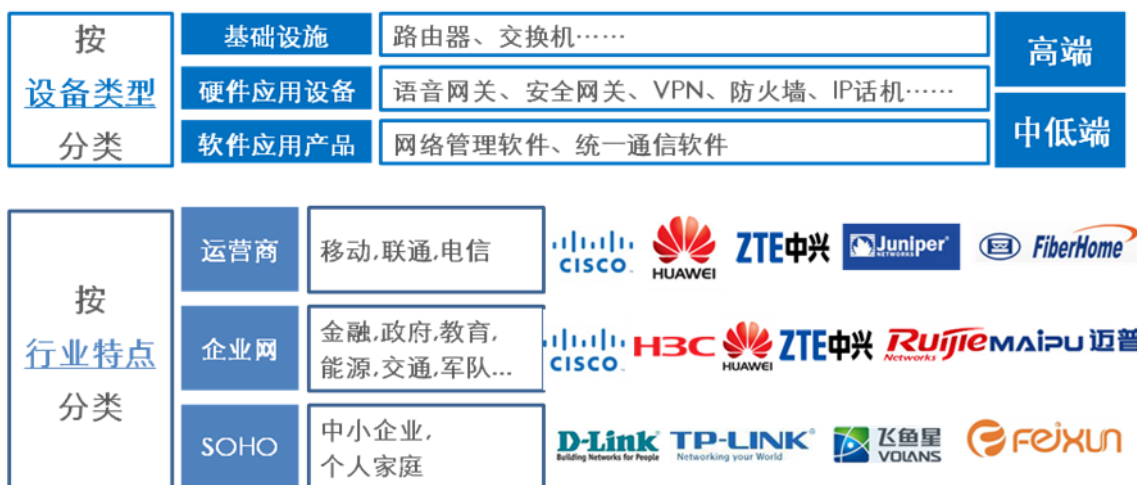 按
设备类型
分类
基础设施
路由器、交换机……
硬件应用设备
语音网关、安全网关、VPN、防火墙、IP话机……
软件应用产品
网络管理软件、统一通信软件
高端
中低端
按
行业特点
分类
运营商
移动,联通,电信
CISCO
HUAWEI
ZTE中兴
Juniper
NETWORKS
FiberHome
企业网
金融,政府,教育,
能源,交通,军队...
CISCO
H3C
HUAWEI
ZTE中兴
Ruijie
Networks
MAIPU 迈普
SOHO
中小企业,
个人家庭
D-Link
Building Networks for People
TP-LINK
Networking your World
飞鱼星
VOLANS
FEIXUN